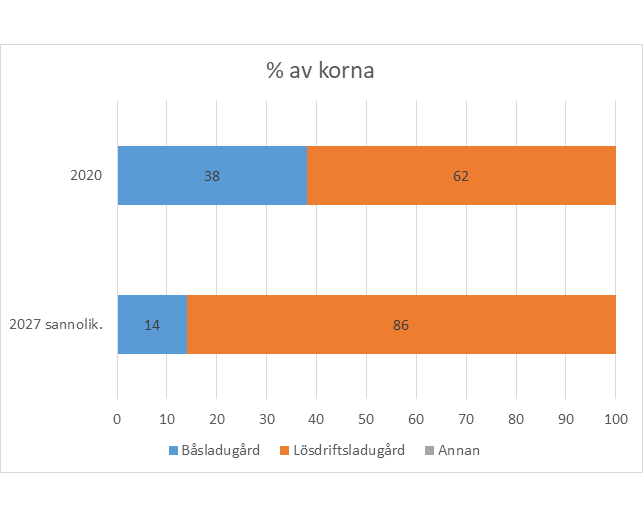 % av korna
2020
38
62
2027 sannolik.
14
86
0 10 20 30 40 50 60 70 80 90 100
Båsladugård Lösdriftsladugård Annan